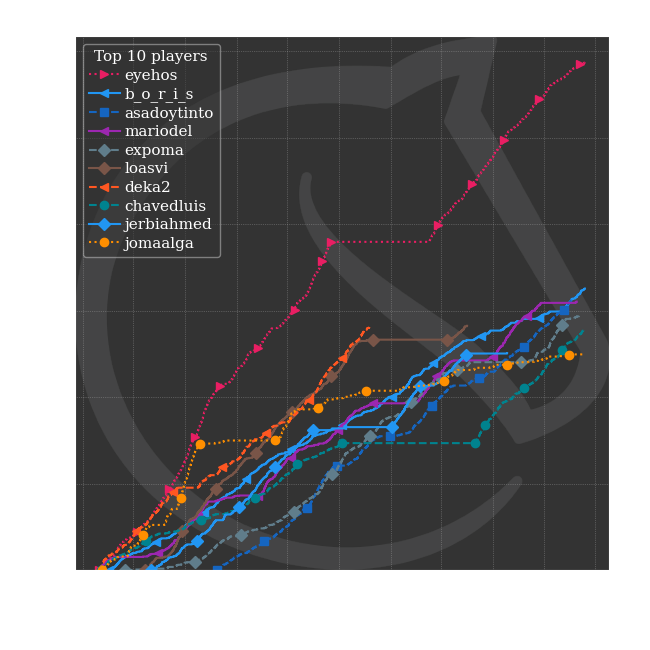 Top 10 players
eyehos
b_o_r_i_s
asadoytinto
mariodel
expoma
loasvi
deka2
chavedluis
jerbiahmed
jomaalga